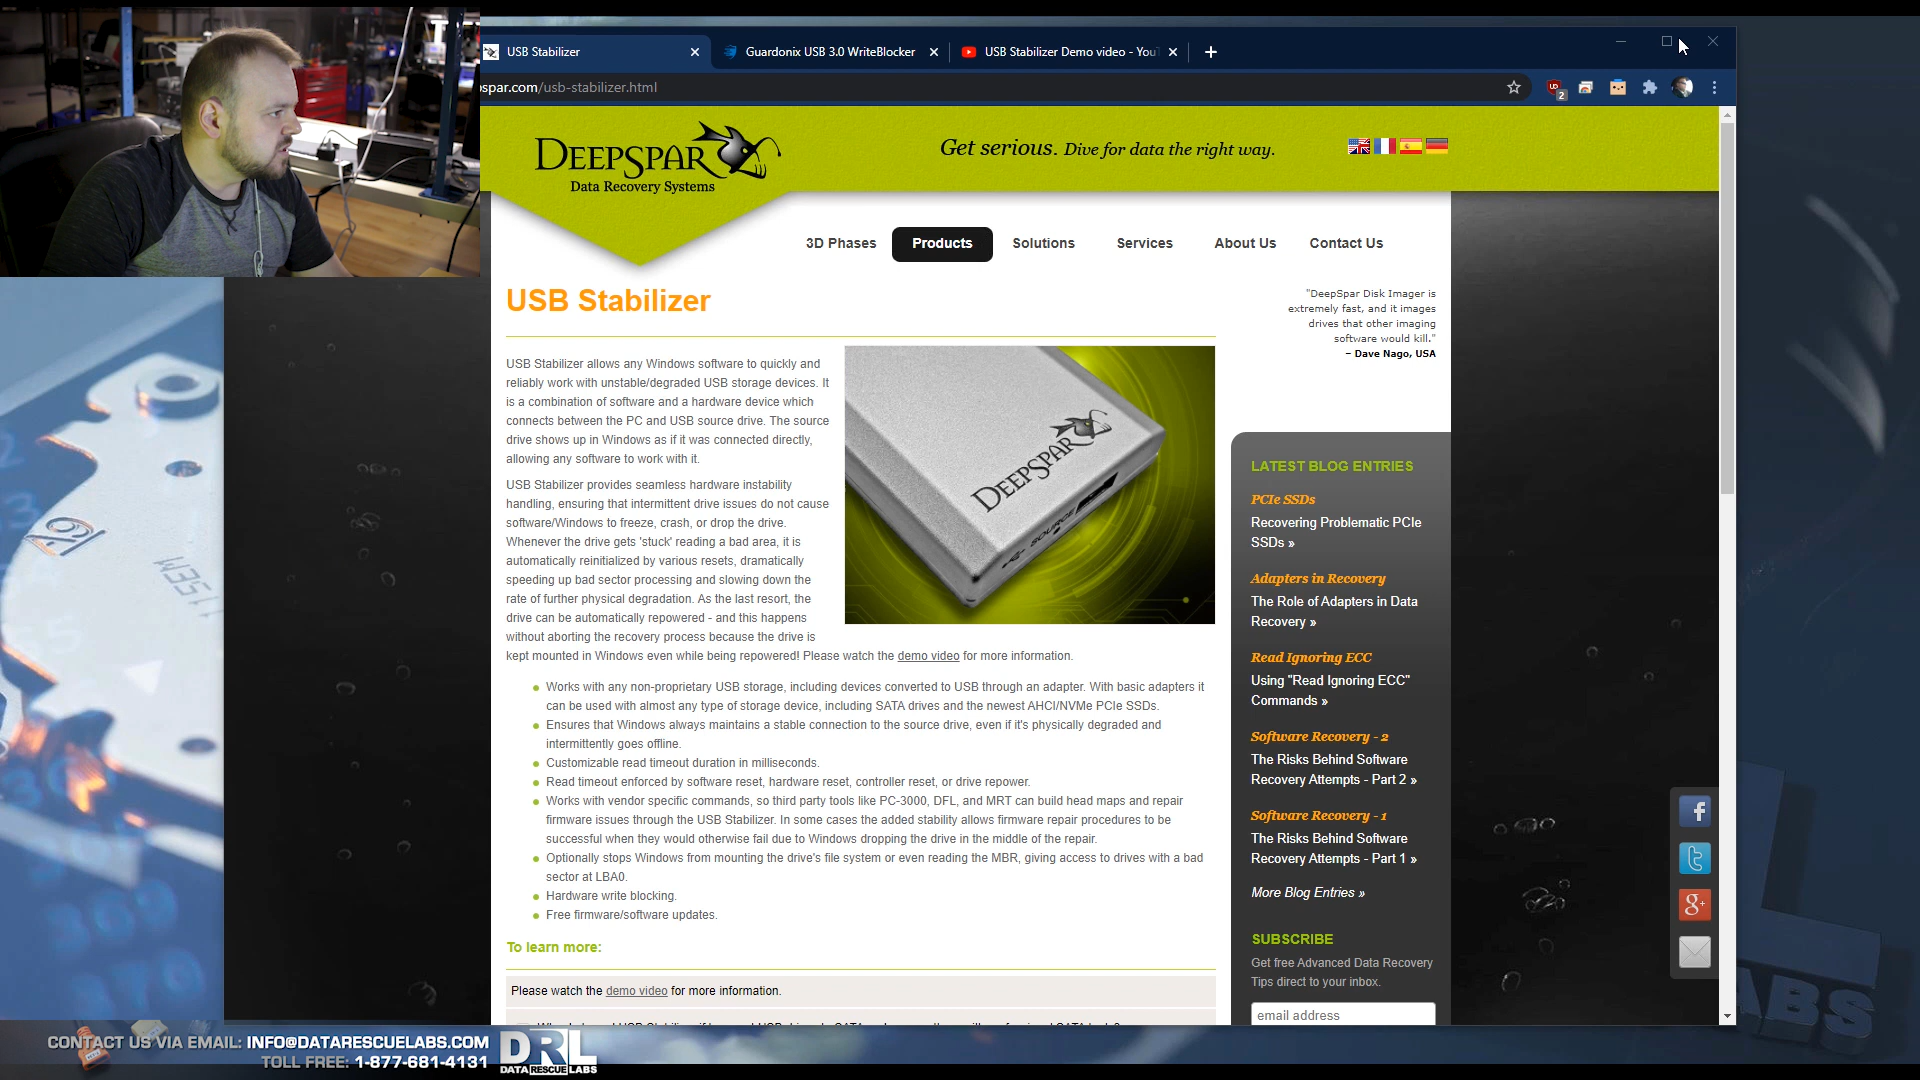 USB Stabilizer
Guardonix USB 3.0 WriteBlocker
USB Stabilizer Demo video - You
spar.com/usb-stabilizer.html
2
DEEPSPAR
Data Recovery Systems
Get serious. Dive for data the right way.
3D Phases
Products
Solutions
Services
About Us
Contact Us
USB Stabilizer
"DeepSpar Disk Imager is
extremely fast, and it images
drives that other imaging
software would kill."
– Dave Nago, USA
USB Stabilizer allows any Windows software to quickly and
reliably work with unstable/degraded USB storage devices. It
is a combination of software and a hardware device which
connects between the PC and USB source drive. The source
drive shows up in Windows as if it was connected directly,
allowing any software to work with it.
USB Stabilizer provides seamless hardware instability
handling, ensuring that intermittent drive issues do not cause
software/Windows to freeze, crash, or drop the drive.
Whenever the drive gets 'stuck' reading a bad area, it is
automatically reinitialized by various resets, dramatically
speeding up bad sector processing and slowing down the
rate of further physical degradation. As the last resort, the
drive can be automatically repowered - and this happens
without aborting the recovery process because the drive is
kept mounted in Windows even while being repowered! Please watch the demo video for more information.
DEEPSPAR
SOURCE
Works with any non-proprietary USB storage, including devices converted to USB through an adapter. With basic adapters it
can be used with almost any type of storage device, including SATA drives and the newest AHCI/NVMe PCIe SSDs.
Ensures that Windows always maintains a stable connection to the source drive, even if it's physically degraded and
intermittently goes offline.
Customizable read timeout duration in milliseconds.
Read timeout enforced by software reset, hardware reset, controller reset, or drive repower.
Works with vendor specific commands, so third party tools like PC-3000, DFL, and MRT can build head maps and repair
firmware issues through the USB Stabilizer. In some cases the added stability allows firmware repair procedures to be
successful when they would otherwise fail due to Windows dropping the drive in the middle of the repair.
Optionally stops Windows from mounting the drive's file system or even reading the MBR, giving access to drives with a bad
sector at LBA0.
Hardware write blocking.
Free firmware/software updates.
To learn more:
Please watch the demo video for more information.
LATEST BLOG ENTRIES
PCIe SSDs
Recovering Problematic PCIe
SSDs »
Adapters in Recovery
The Role of Adapters in Data
Recovery »
Read Ignoring ECC
Using "Read Ignoring ECC"
Commands »
Software Recovery - 2
The Risks Behind Software
Recovery Attempts - Part 2 »
Software Recovery - 1
The Risks Behind Software
Recovery Attempts - Part 1 »
More Blog Entries »
SUBSCRIBE
Get free Advanced Data Recovery
Tips direct to your inbox.
email address
CONTACT US VIA EMAIL: INFO@DATARESCUELABS.COM
TOLL FREE: 1-877-681-4131
DRL
DATA RESCUE LABS